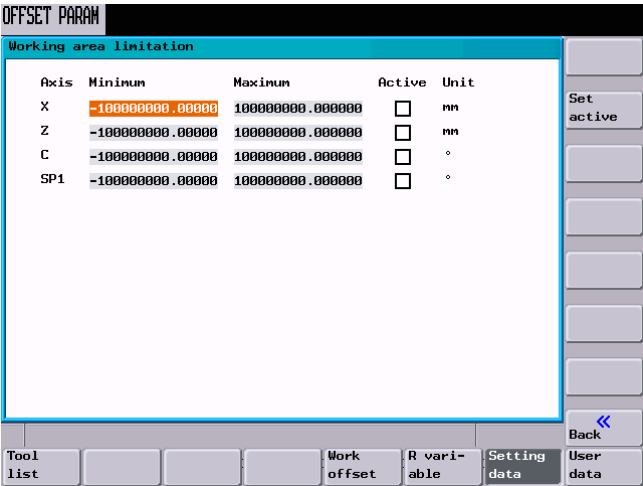 OFFSET PARAM
Working area limitation
Axis Minimum Maximum Active Unit
X -100000000.00000 100000000.000000 mm
Set
active
Z -100000000.00000 100000000.000000 mm
C -100000000.00000 100000000.000000 °
SP1 -100000000.00000 100000000.000000 °
«
Back
Tool
list
Work
offset
R vari-
able
Setting
data
User
data